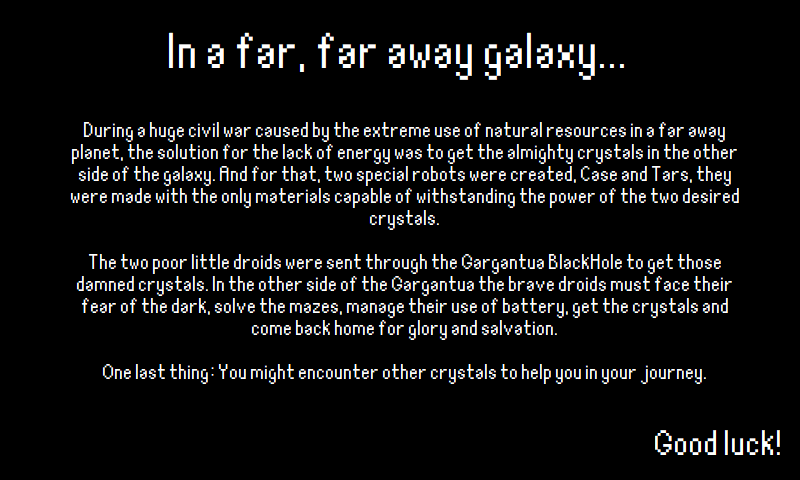 In a far, far away galaxy...
During a huge civil war caused by the extreme use of natural resources in a far away
planet, the solution for the lack of energy was to get the almighty crystals in the other
side of the galaxy. And for that, two special robots were created, Case and Tars, they
were made with the only materials capable of withstanding the power of the two desired
crystals.
The two poor little droids were sent through the Gargantua BlackHole to get those
damned crystals. In the other side of the Gargantua the brave droids must face their
fear of the dark, solve the mazes, manage their use of battery, get the crystals and
come back home for glory and salvation.
One last thing: You might encounter other crystals to help you in your journey.
Good luck!